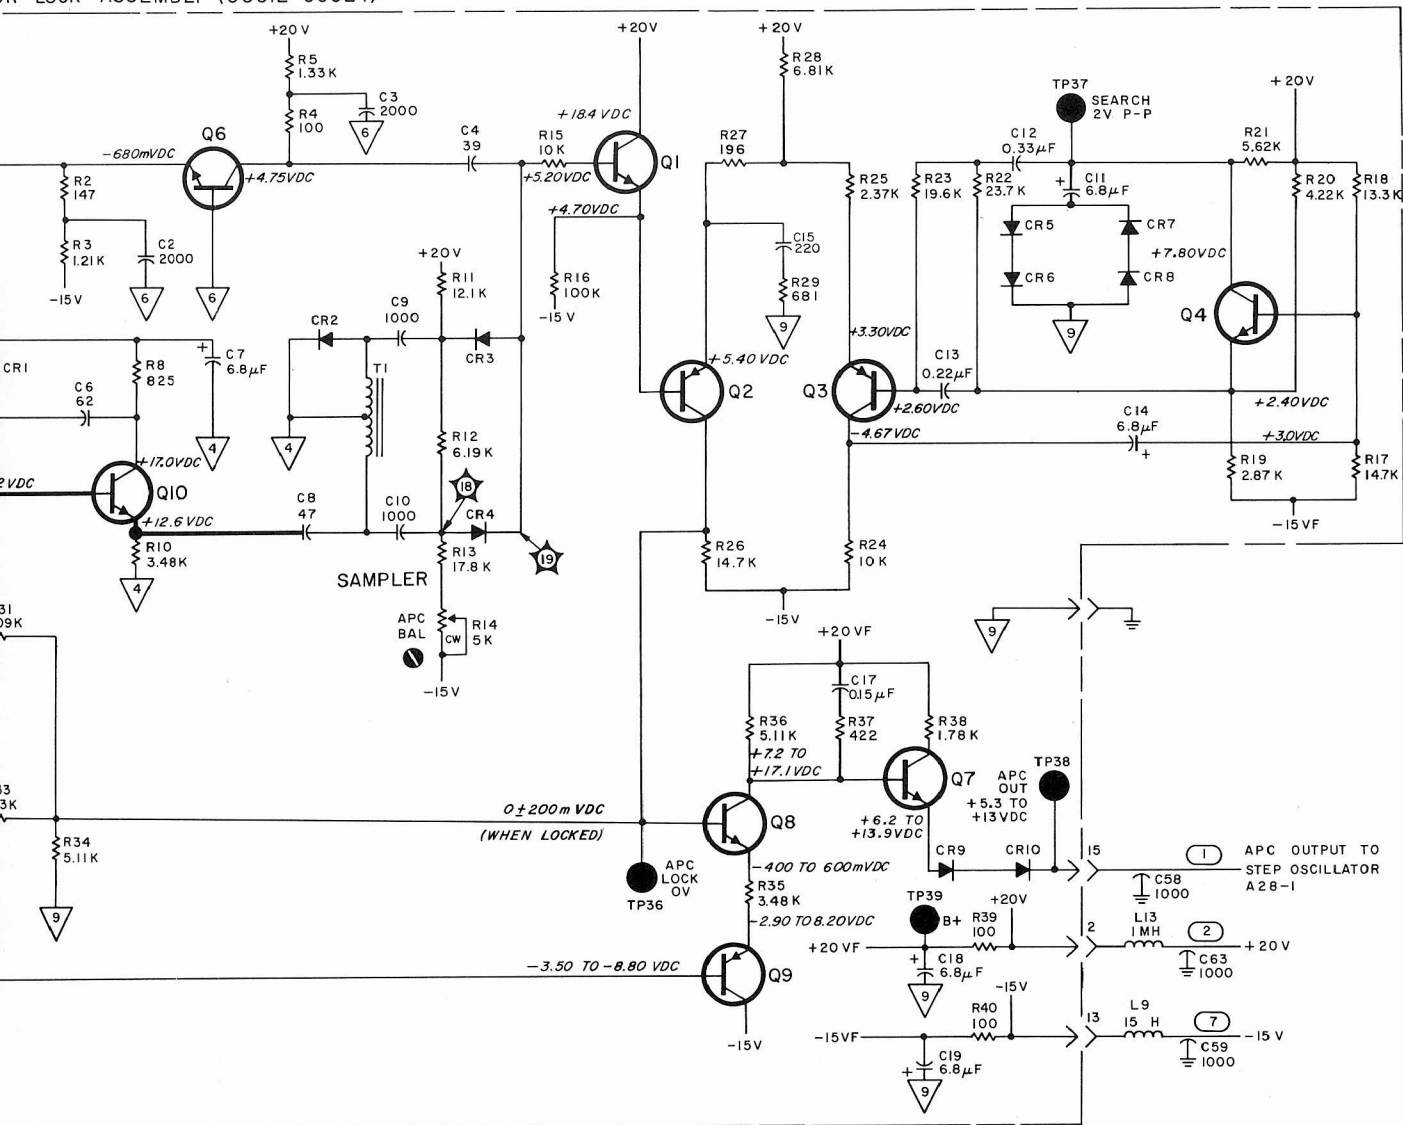 +20V
R5
1.33K
R4
100
C3
2000
6
Q6
-680mVDC
+4.75VDC
R2
147
R3
1.21K
-15V
C2
2000
6
6
C4
39
R15
10K
+5.20VDC
+20V
+18.4 VDC
Q1
+4.70VDC
R16
100K
-15 V
+20V
R28
6.81K
R27
196
R25
2.37K
C15
220
R29
681
9
+5.40VDC
Q2
+3.30VDC
Q3
+2.60VDC
-4.67VDC
R23
19.6K
R22
23.7K
C12
0.33µF
TP37
SEARCH
2V P-P
C11
6.8µF
+
CR5
CR6
CR7
CR8
9
+20V
R21
5.62K
R20
4.22K
R18
13.3K
+7.80VDC
Q4
C13
0.22µF
+2.40VDC
C14
6.8µF
+
+3.0VDC
R19
2.87K
R17
14.7K
-15VF
CR1
R8
825
+
C7
6.8µF
4
C6
62
+17.0VDC
Q10
2VDC
+12.6 VDC
R10
3.48K
4
CR2
4
T1
C9
1000
+20V
R11
12.1K
CR3
R12
6.19K
18
C8
47
C10
1000
CR4
19
R13
17.8K
SAMPLER
APC
BAL
CW
R14
5K
-15V
R26
14.7K
R24
10K
-15V
9
31
09K
3K
R34
5.11K
9
0±200mVDC
(WHEN LOCKED)
APC
LOCK
0V
TP36
+20VF
C17
0.15µF
R36
5.11K
R37
422
R38
1.78K
+7.2 TO
+17.1VDC
Q7
Q8
+6.2 TO
+13.9VDC
APC
OUT
+5.3 TO
+13VDC
TP38
CR9
CR10
15
1
APC OUTPUT TO
STEP OSCILLATOR
A28-1
C58
1000
-400 TO 600mVDC
R35
3.48K
-2.90 TO 8.20VDC
-3.50 TO -8.80 VDC
Q9
-15V
TP39
B+
+20VF
R39
100
+20V
+
C18
6.8µF
9
2
L13
1MH
2
+20V
C63
1000
-15VF
R40
100
-15V
+
C19
6.8µF
9
13
L9
15 H
7
-15 V
C59
1000